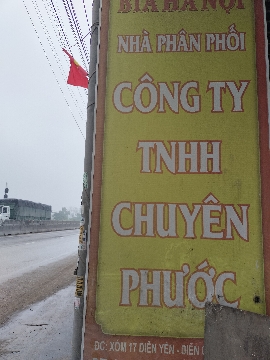 BIA HÀ NỘI
NHÀ PHÂN PHỐI
CÔNG TY
TNHH
CHUYÊN
PHƯỚC
ĐC: XÓM 17 DIỄN YÊN - DIỄN